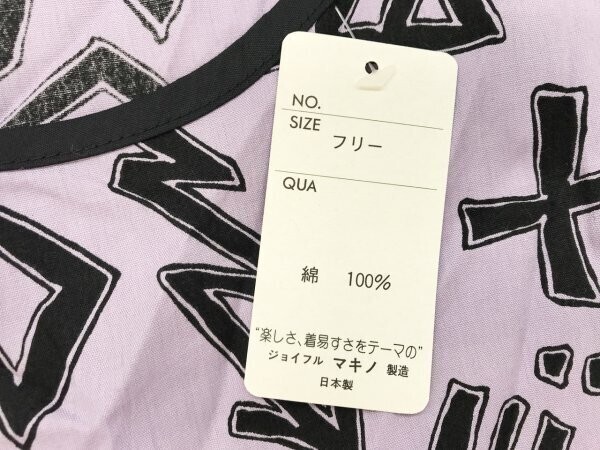 NO.
SIZE
フリー
QUA
綿 100%
"楽しさ、着易すさをテーマの"
ジョイフル マキノ 製造
日本製